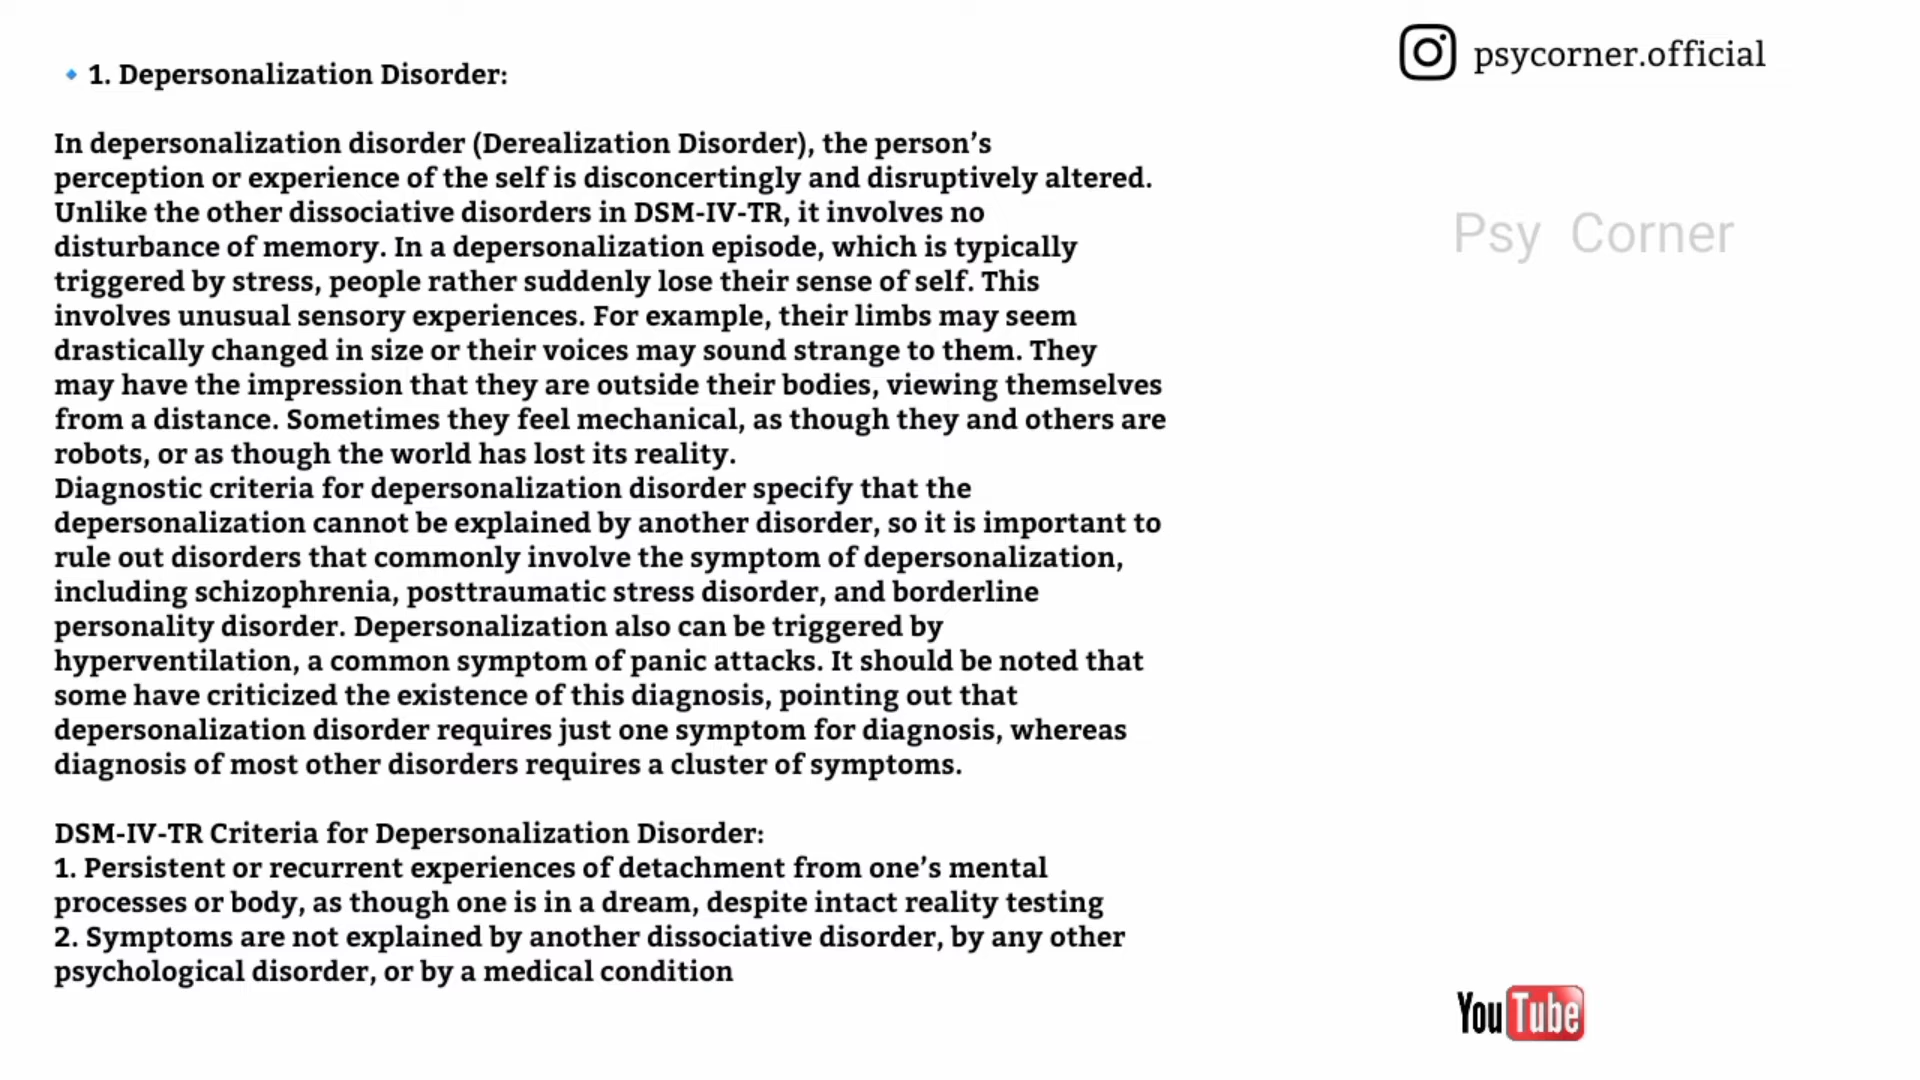 1. Depersonalization Disorder:
In depersonalization disorder (Derealization Disorder), the person’s
perception or experience of the self is disconcertingly and disruptively altered.
Unlike the other dissociative disorders in DSM-IV-TR, it involves no
disturbance of memory. In a depersonalization episode, which is typically
triggered by stress, people rather suddenly lose their sense of self. This
involves unusual sensory experiences. For example, their limbs may seem
drastically changed in size or their voices may sound strange to them. They
may have the impression that they are outside their bodies, viewing themselves
from a distance. Sometimes they feel mechanical, as though they and others are
robots, or as though the world has lost its reality.
Diagnostic criteria for depersonalization disorder specify that the
depersonalization cannot be explained by another disorder, so it is important to
rule out disorders that commonly involve the symptom of depersonalization,
including schizophrenia, posttraumatic stress disorder, and borderline
personality disorder. Depersonalization also can be triggered by
hyperventilation, a common symptom of panic attacks. It should be noted that
some have criticized the existence of this diagnosis, pointing out that
depersonalization disorder requires just one symptom for diagnosis, whereas
diagnosis of most other disorders requires a cluster of symptoms.
DSM-IV-TR Criteria for Depersonalization Disorder:
1. Persistent or recurrent experiences of detachment from one’s mental
processes or body, as though one is in a dream, despite intact reality testing
2. Symptoms are not explained by another dissociative disorder, by any other
psychological disorder, or by a medical condition
psycorner.official
Psy Corner
YouTube